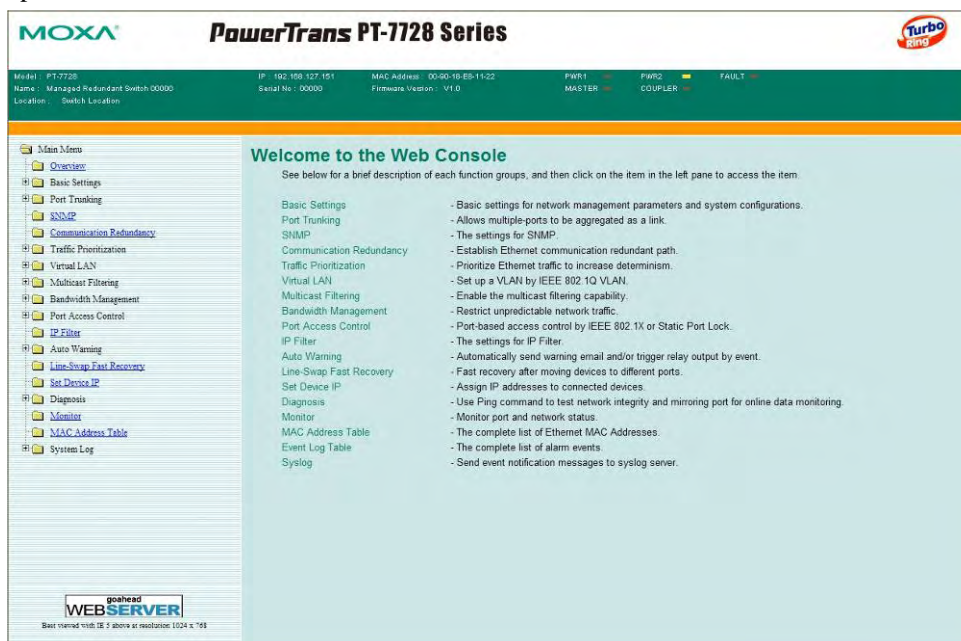 MOXA
PowerTrans PT-7728 Series
Turbo Ring
Model : PT-7728
IP : 192.168.127.151
MAC Address : 00-90-18-E8-11-22
PWR1
PWR2
FAULT
Name : Managed Redundant Switch 00000
Serial No : 00000
Firmware Version : V1.0
MASTER
COUPLER
Location : Switch Location
Main Menu
Overview
Basic Settings
Port Trunking
SNMP
Communication Redundancy
Traffic Prioritization
Virtual LAN
Multicast Filtering
Bandwidth Management
Port Access Control
IP Filter
Auto Warning
Line-Swap Fast Recovery
Set Device IP
Diagnosis
Monitor
MAC Address Table
System Log
goahead
WEBSERVER
Best viewed with IE 5 above at resolution 1024 x 768
Welcome to the Web Console
See below for a brief description of each function groups, and then click on the item in the left pane to access the item.
Basic Settings - Basic settings for network management parameters and system configurations.
Port Trunking - Allows multiple-ports to be aggregated as a link.
SNMP - The settings for SNMP.
Communication Redundancy - Establish Ethernet communication redundant path.
Traffic Prioritization - Prioritize Ethernet traffic to increase determinism.
Virtual LAN - Set up a VLAN by IEEE 802.1Q VLAN.
Multicast Filtering - Enable the multicast filtering capability.
Bandwidth Management - Restrict unpredictable network traffic.
Port Access Control - Port-based access control by IEEE 802.1X or Static Port Lock.
IP Filter - The settings for IP Filter.
Auto Warning - Automatically send warning email and/or trigger relay output by event.
Line-Swap Fast Recovery - Fast recovery after moving devices to different ports.
Set Device IP - Assign IP addresses to connected devices.
Diagnosis - Use Ping command to test network integrity and mirroring port for online data monitoring.
Monitor - Monitor port and network status.
MAC Address Table - The complete list of Ethernet MAC Addresses.
Event Log Table - The complete list of alarm events.
Syslog - Send event notification messages to syslog server.